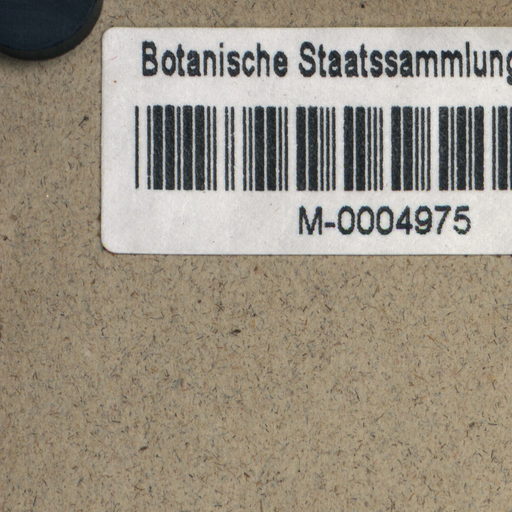 Botanische Staatssammlung
M-0004975